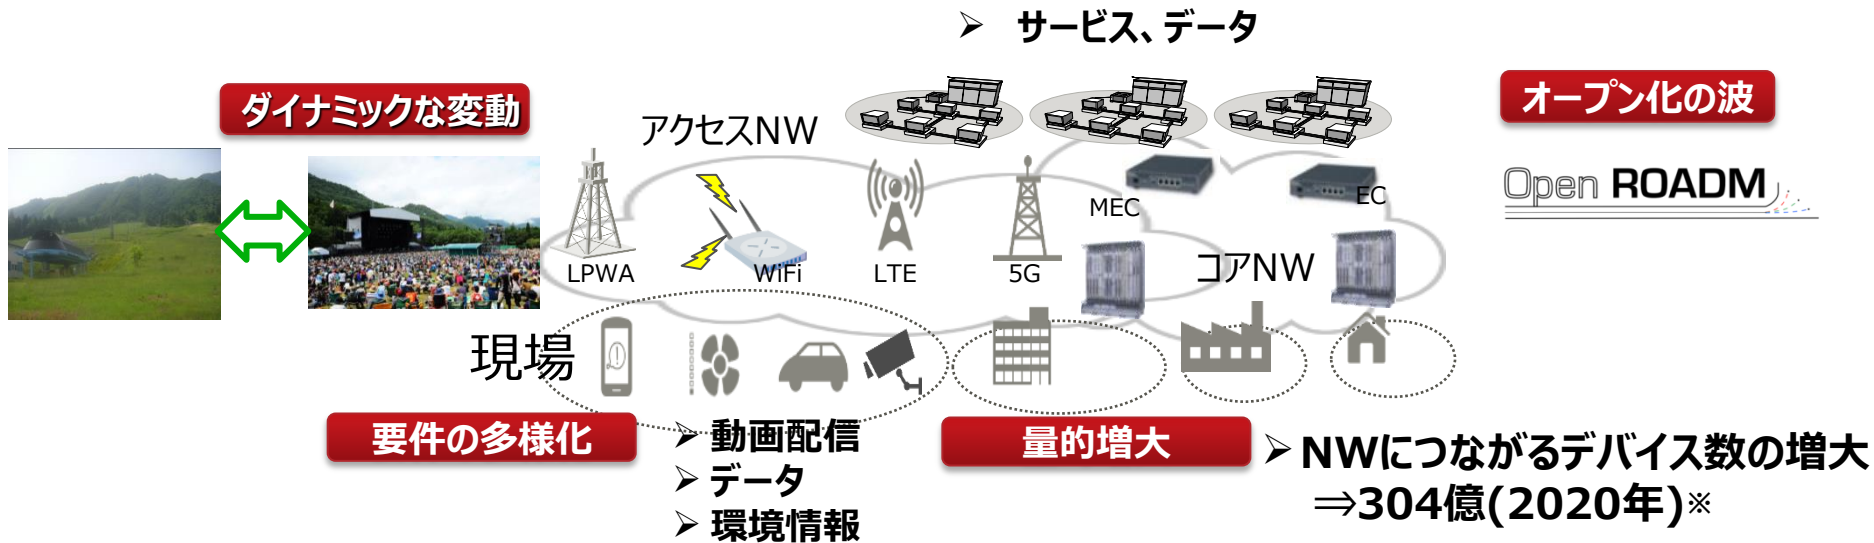 ➢ サービス、データ
ダイナミックな変動
オープン化の波
アクセスNW
Open ROADM
MEC
EC
LPWA
WiFi
LTE
5G
コアNW
現場
要件の多様化
➢ 動画配信
➢ データ
➢ 環境情報
量的増大
➢ NWにつながるデバイス数の増大
⇒304億(2020年)※